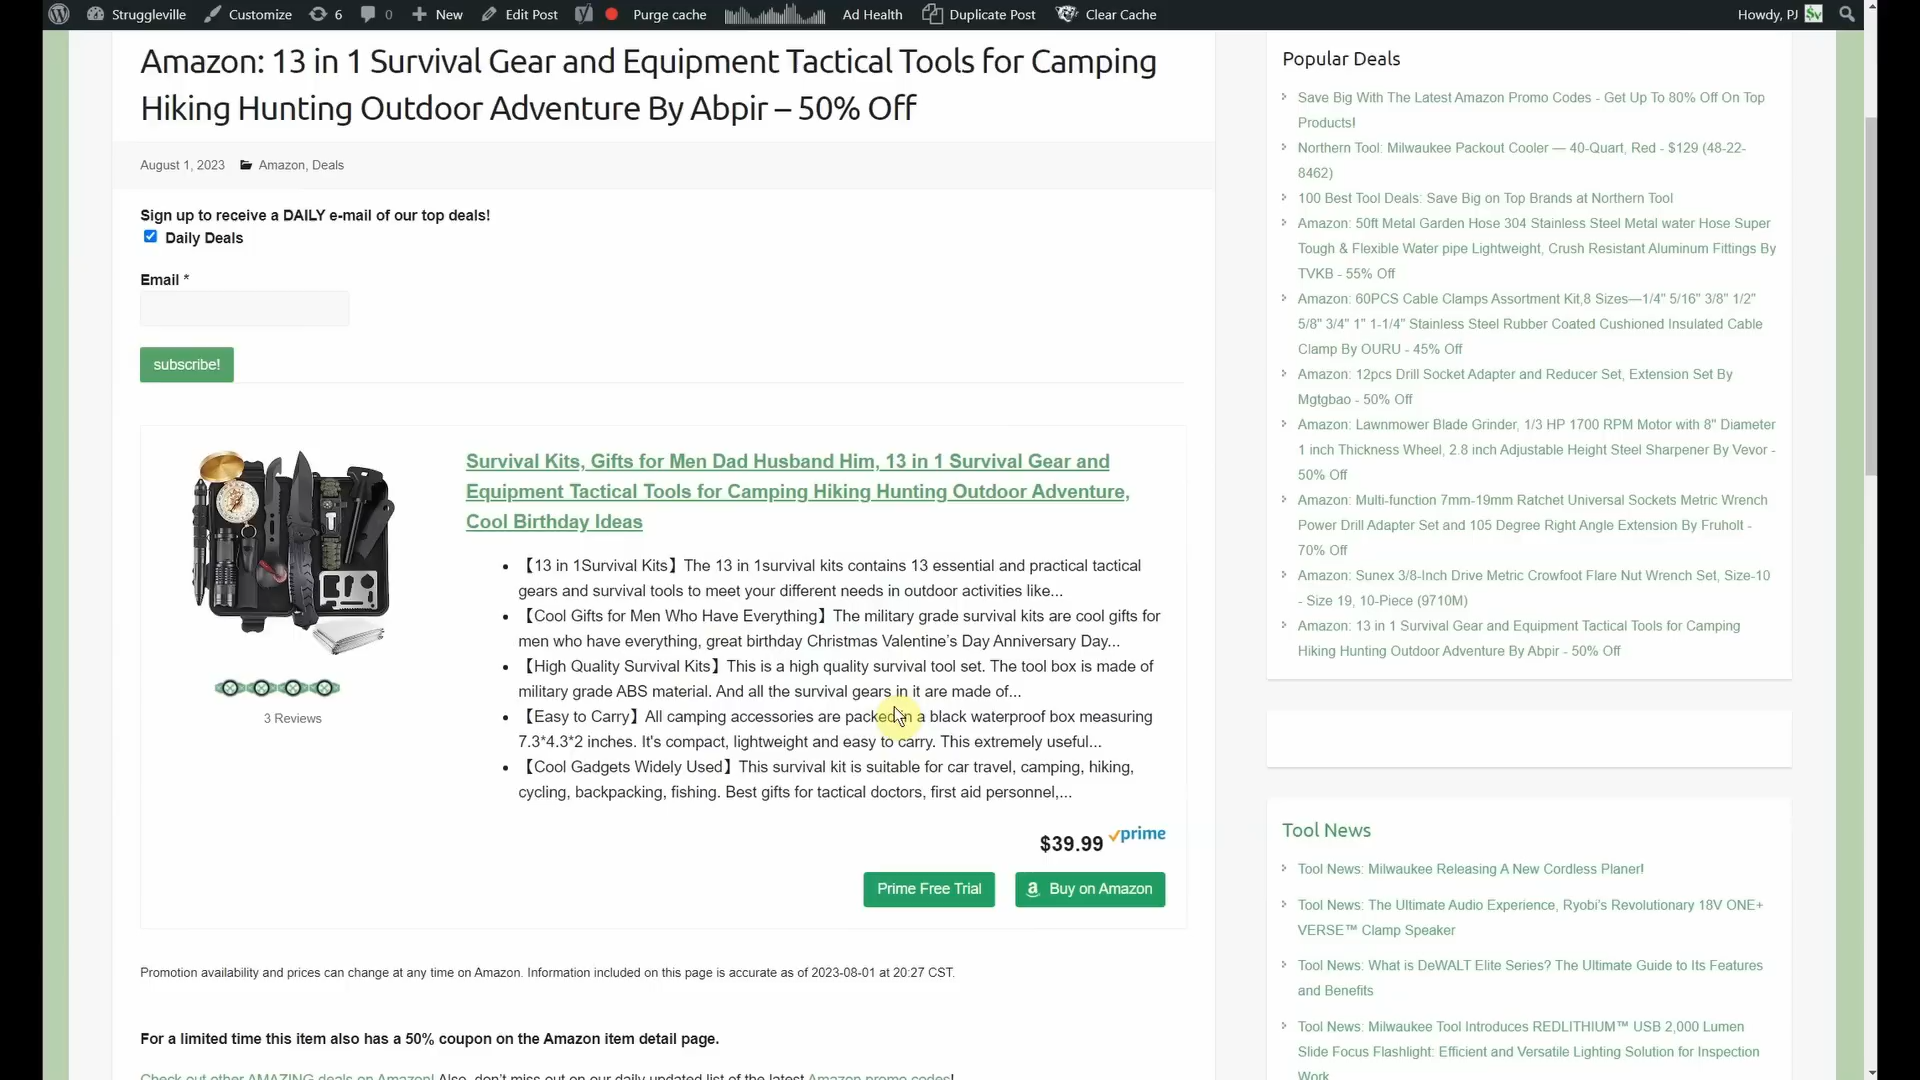 Struggleville Customize 6 0 New Edit Post Purge cache Ad Health Duplicate Post Clear Cache Howdy, PJ
Amazon: 13 in 1 Survival Gear and Equipment Tactical Tools for Camping
Hiking Hunting Outdoor Adventure By Abpir – 50% Off
August 1, 2023 Amazon, Deals
Sign up to receive a DAILY e-mail of our top deals!
Daily Deals
Email *
subscribe!
Survival Kits, Gifts for Men Dad Husband Him, 13 in 1 Survival Gear and
Equipment Tactical Tools for Camping Hiking Hunting Outdoor Adventure,
Cool Birthday Ideas
3 Reviews
【13 in 1Survival Kits】The 13 in 1survival kits contains 13 essential and practical tactical
gears and survival tools to meet your different needs in outdoor activities like...
【Cool Gifts for Men Who Have Everything】The military grade survival kits are cool gifts for
men who have everything, great birthday Christmas Valentine's Day Anniversary Day...
【High Quality Survival Kits】This is a high quality survival tool set. The tool box is made of
military grade ABS material. And all the survival gears in it are made of...
【Easy to Carry】All camping accessories are packed in a black waterproof box measuring
7.3*4.3*2 inches. It's compact, lightweight and easy to carry. This extremely useful...
【Cool Gadgets Widely Used】This survival kit is suitable for car travel, camping, hiking,
cycling, backpacking, fishing. Best gifts for tactical doctors, first aid personnel,...
$39.99 prime
Prime Free Trial Buy on Amazon
Promotion availability and prices can change at any time on Amazon. Information included on this page is accurate as of 2023-08-01 at 20:27 CST.
For a limited time this item also has a 50% coupon on the Amazon item detail page.
Check out other AMAZING deals on Amazon! Also, don't miss out on our daily updated list of the latest Amazon promo codes!
Popular Deals
Save Big With The Latest Amazon Promo Codes - Get Up To 80% Off On Top
Products!
Northern Tool: Milwaukee Packout Cooler — 40-Quart, Red - $129 (48-22-
8462)
100 Best Tool Deals: Save Big on Top Brands at Northern Tool
Amazon: 50ft Metal Garden Hose 304 Stainless Steel Metal water Hose Super
Tough & Flexible Water pipe Lightweight, Crush Resistant Aluminum Fittings By
TVKB - 55% Off
Amazon: 60PCS Cable Clamps Assortment Kit,8 Sizes—1/4" 5/16" 3/8" 1/2"
5/8" 3/4" 1" 1-1/4" Stainless Steel Rubber Coated Cushioned Insulated Cable
Clamp By OURU - 45% Off
Amazon: 12pcs Drill Socket Adapter and Reducer Set, Extension Set By
Mgtgbao - 50% Off
Amazon: Lawnmower Blade Grinder, 1/3 HP 1700 RPM Motor with 8" Diameter
1 inch Thickness Wheel, 2.8 inch Adjustable Height Steel Sharpener By Vevor -
50% Off
Amazon: Multi-function 7mm-19mm Ratchet Universal Sockets Metric Wrench
Power Drill Adapter Set and 105 Degree Right Angle Extension By Fruholt -
70% Off
Amazon: Sunex 3/8-Inch Drive Metric Crowfoot Flare Nut Wrench Set, Size-10
- Size 19, 10-Piece (9710M)
Amazon: 13 in 1 Survival Gear and Equipment Tactical Tools for Camping
Hiking Hunting Outdoor Adventure By Abpir - 50% Off
Tool News
Tool News: Milwaukee Releasing A New Cordless Planer!
Tool News: The Ultimate Audio Experience, Ryobi's Revolutionary 18V ONE+
VERSE™ Clamp Speaker
Tool News: What is DeWALT Elite Series? The Ultimate Guide to Its Features
and Benefits
Tool News: Milwaukee Tool Introduces REDLITHIUM™ USB 2,000 Lumen
Slide Focus Flashlight: Efficient and Versatile Lighting Solution for Inspection
Work